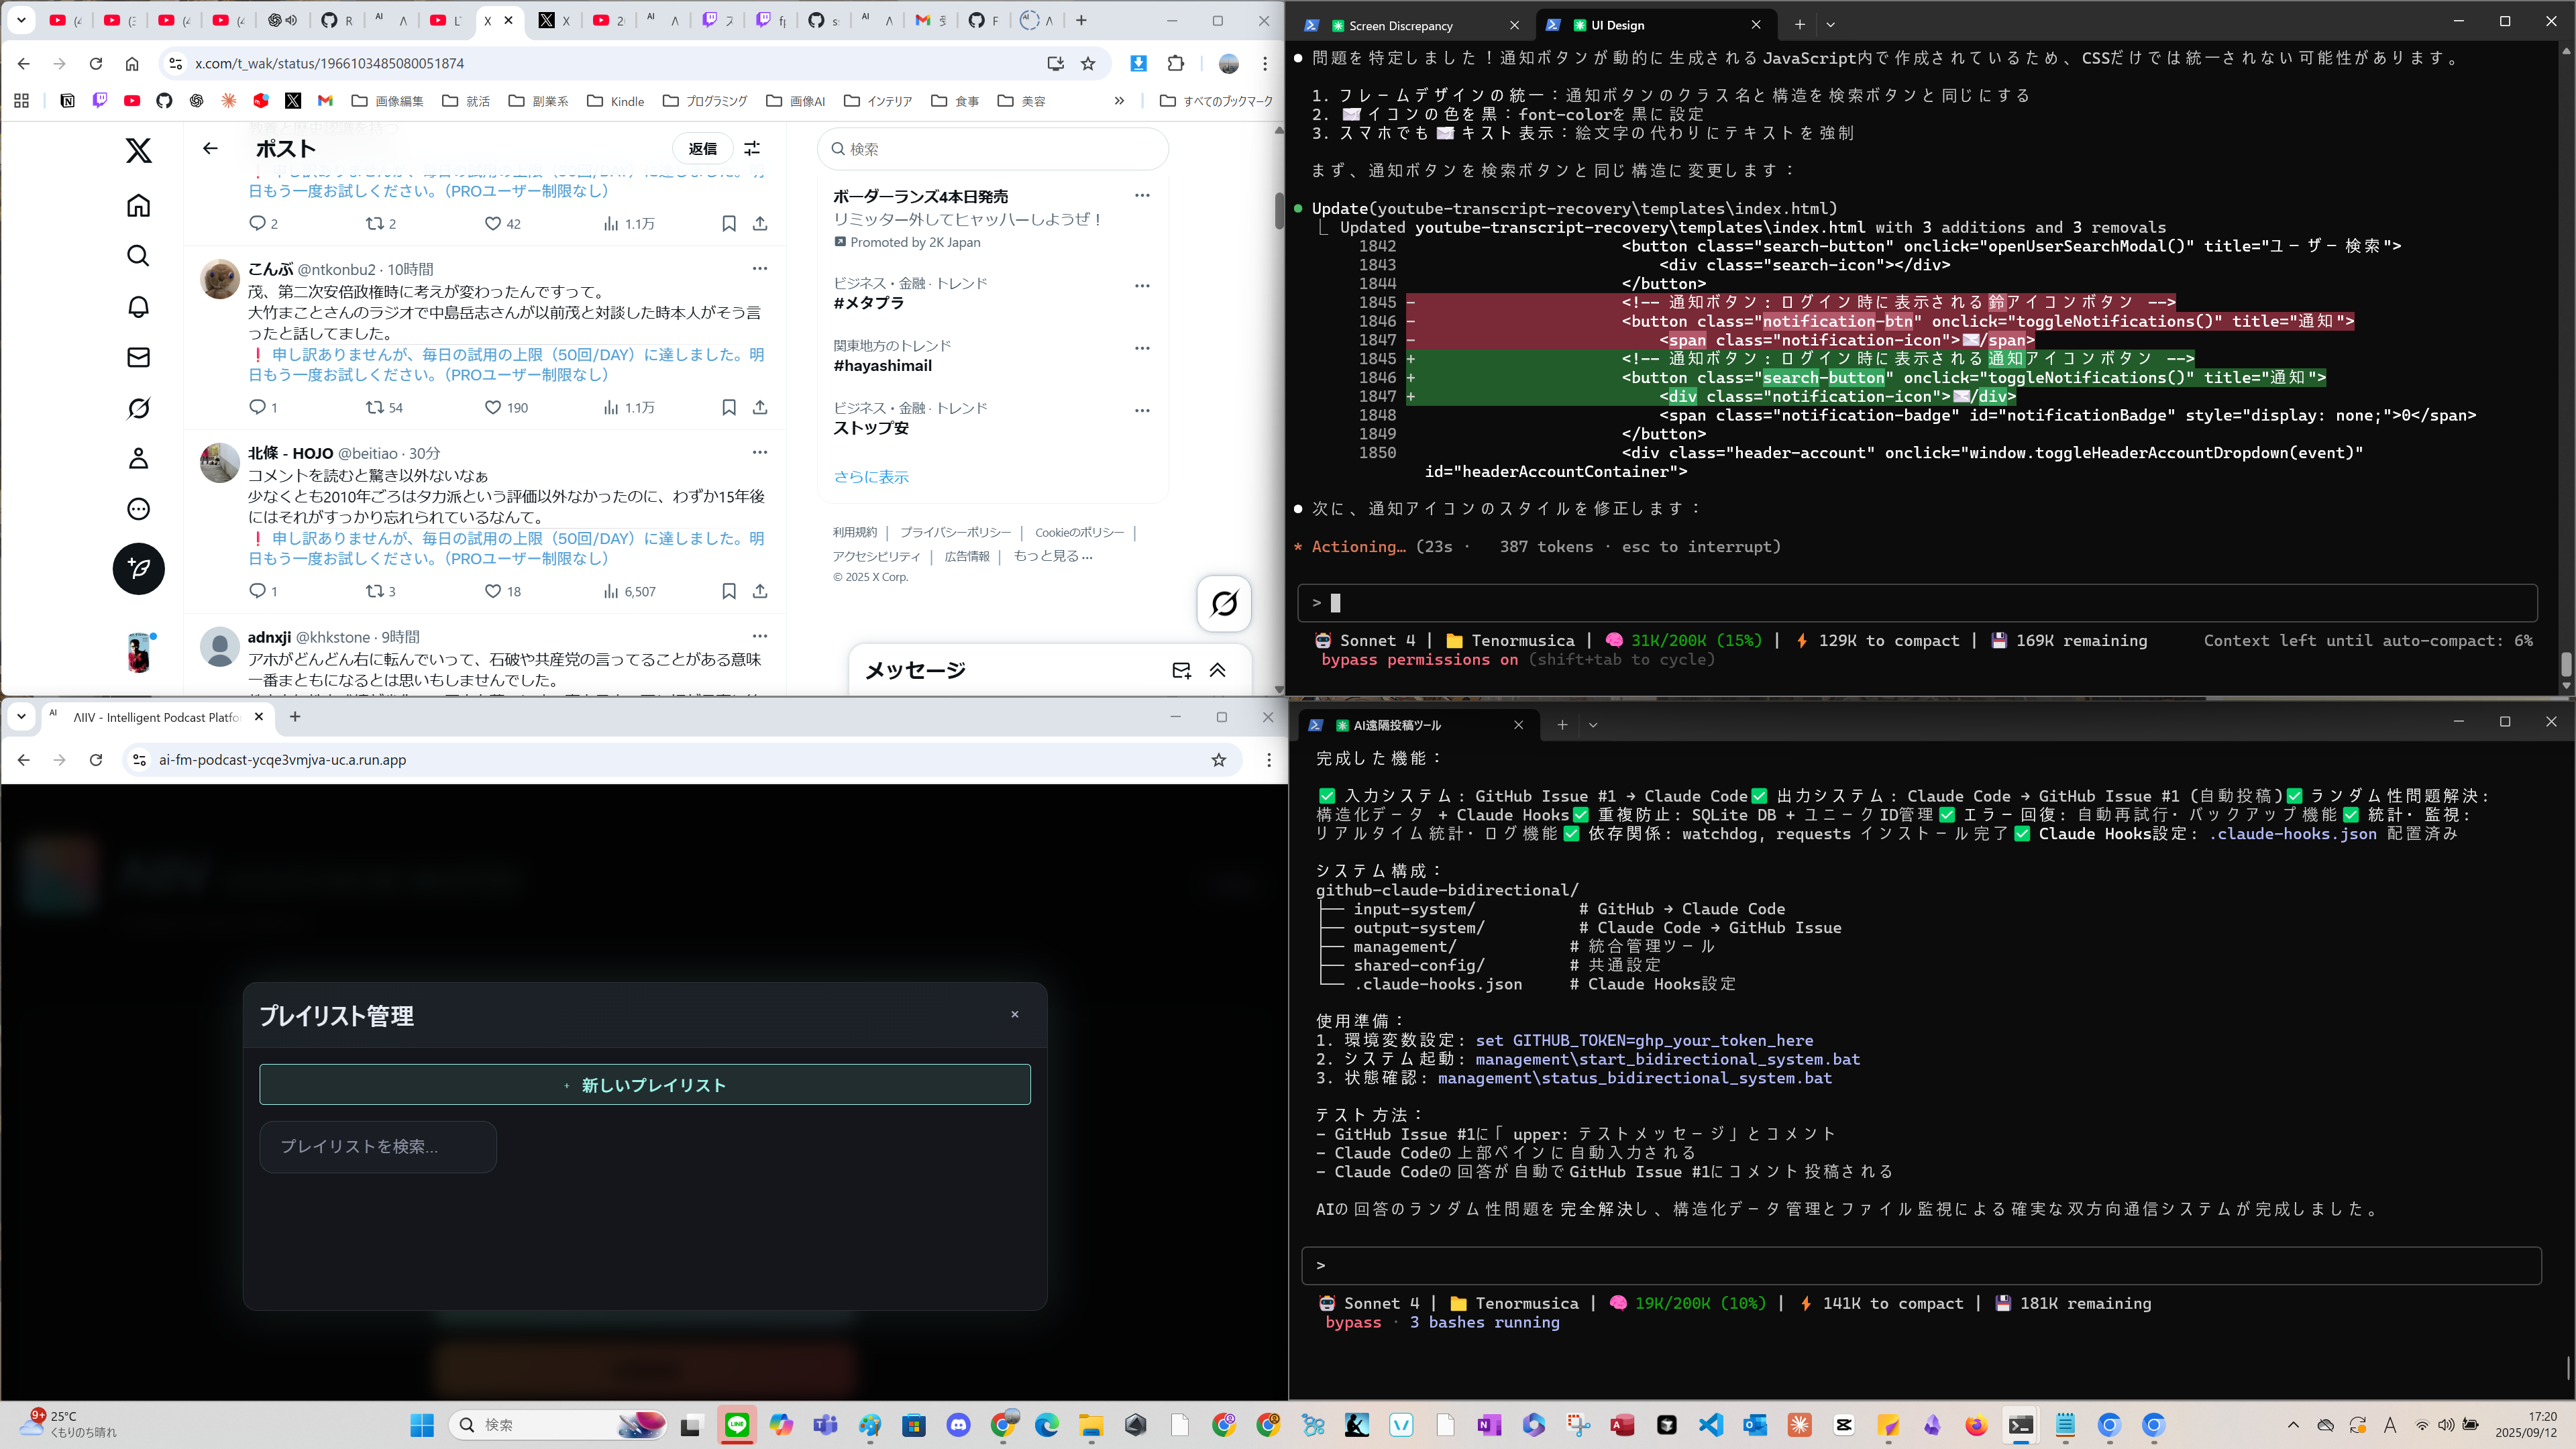 x.com/t_wak/status/1966103485080051874
画像編集
就活
副業系
Kindle
プログラミング
画像AI
インテリア
食事
美容
すべてのブックマーク
ポスト
返信
日もう一度お試しください。（PROユーザー制限なし）
2
2
42
1.1万
こんぶ @ntkonbu2 · 10時間
茂、第二次安倍政権時に考えが変わったんですって。
大竹まことさんのラジオで中島岳志さんが以前茂と対談した時本人がそう言
ったと話してました。
❗ 申し訳ありませんが、毎日の試用の上限（50回/DAY）に達しました。明
日もう一度お試しください。（PROユーザー制限なし）
1
54
190
1.1万
北條 - HOJO @beitiao · 30分
コメントを読むと驚き以外ないなぁ
少なくとも2010年ごろはタカ派という評価以外なかったのに、わずか15年後
にはそれがすっかり忘れられているなんて。
❗ 申し訳ありませんが、毎日の試用の上限（50回/DAY）に達しました。明
日もう一度お試しください。（PROユーザー制限なし）
1
3
18
6,507
adnxji @khkstone · 9時間
アホがどんどん右に転んでいって、石破や共産党の言ってることがある意味
一番まともになるとは思いもしませんでした。
検索
ボーダーランズ4本日発売
リミッター外してヒャッハーしようぜ！
Promoted by 2K Japan
ビジネス・金融 · トレンド
#メタプラ
関東地方のトレンド
#hayashimail
ビジネス・金融 · トレンド
ストップ安
さらに表示
利用規約 | プライバシーポリシー | Cookieのポリシー |
アクセシビリティ | 広告情報 | もっと見る ···
© 2025 X Corp.
メッセージ
Screen Discrepancy
UI Design
● 問題を特定しました！通知ボタンが動的に生成されるJavaScript内で作成されているため、CSSだけでは統一されない可能性があります。
1. フレームデザインの統一：通知ボタンのクラス名と構造を検索ボタンと同じにする
2. ✉️イコンの色を黒：font-colorを黒に設定
3. スマホでも✉️キスト表示：絵文字の代わりにテキストを強制
まず、通知ボタンを検索ボタンと同じ構造に変更します：
● Update(youtube-transcript-recovery\templates\index.html)
⎿ Updated youtube-transcript-recovery\templates\index.html with 3 additions and 3 removals
1842 <button class="search-button" onclick="openUserSearchModal()" title="ユーザー検索">
1843 <div class="search-icon"></div>
1844 </button>
1845 - <!-- 通知ボタン：ログイン時に表示される鈴アイコンボタン -->
1846 - <button class="notification-btn" onclick="toggleNotifications()" title="通知">
1847 - <span class="notification-icon">✉️/span>
1845 + <!-- 通知ボタン：ログイン時に表示される通知アイコンボタン -->
1846 + <button class="search-button" onclick="toggleNotifications()" title="通知">
1847 + <div class="notification-icon">✉️/div>
1848 <span class="notification-badge" id="notificationBadge" style="display: none;">0</span>
1849 </button>
1850 <div class="header-account" onclick="window.toggleHeaderAccountDropdown(event)"
id="headerAccountContainer">
● 次に、通知アイコンのスタイルを修正します：
* Actioning… (23s · 387 tokens · esc to interrupt)
>
🤖 Sonnet 4 | 📁 Tenormusica | 🧠 31K/200K (15%) | ⚡ 129K to compact | 💾 169K remaining Context left until auto-compact: 6%
bypass permissions on (shift+tab to cycle)
ΛIIV - Intelligent Podcast Platfo
ai-fm-podcast-ycqe3vmjva-uc.a.run.app
プレイリスト管理
×
+ 新しいプレイリスト
プレイリストを検索...
AI遠隔投稿ツール
完成した機能：
✅ 入力システム: GitHub Issue #1 → Claude Code✅ 出力システム: Claude Code → GitHub Issue #1 (自動投稿)✅ ランダム性問題解決:
構造化データ + Claude Hooks✅ 重複防止: SQLite DB + ユニークID管理✅ エラー回復: 自動再試行・バックアップ機能✅ 統計・監視:
リアルタイム統計・ログ機能✅ 依存関係: watchdog, requests インストール完了✅ Claude Hooks設定: .claude-hooks.json 配置済み
システム構成：
github-claude-bidirectional/
├── input-system/ # GitHub → Claude Code
├── output-system/ # Claude Code → GitHub Issue
├── management/ # 統合管理ツール
├── shared-config/ # 共通設定
└── .claude-hooks.json # Claude Hooks設定
使用準備：
1. 環境変数設定: set GITHUB_TOKEN=ghp_your_token_here
2. システム起動: management\start_bidirectional_system.bat
3. 状態確認: management\status_bidirectional_system.bat
テスト方法：
- GitHub Issue #1に「upper: テストメッセージ」とコメント
- Claude Codeの上部ペインに自動入力される
- Claude Codeの回答が自動でGitHub Issue #1にコメント投稿される
AIの回答のランダム性問題を完全解決し、構造化データ管理とファイル監視による確実な双方向通信システムが完成しました。
>
🤖 Sonnet 4 | 📁 Tenormusica | 🧠 19K/200K (10%) | ⚡ 141K to compact | 💾 181K remaining
bypass · 3 bashes running
9+
25°C
くもりのち晴れ
検索
A
17:20
2025/09/12